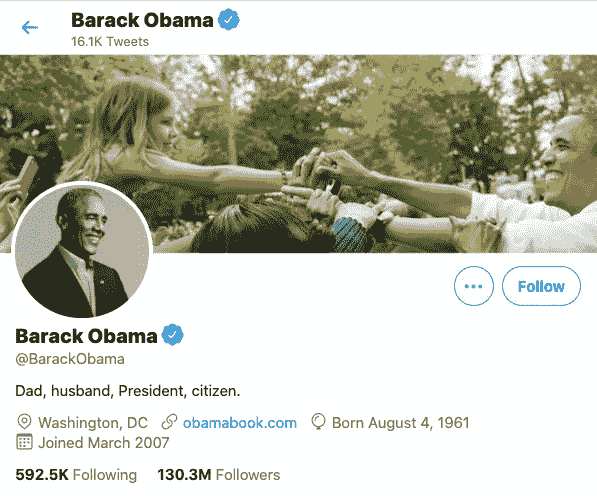 Barack Obama
16.1K Tweets
Follow
Barack Obama
@BarackObama
Dad, husband, President, citizen.
Washington, DC obamabook.com Born August 4, 1961
Joined March 2007
592.5K Following 130.3M Followers